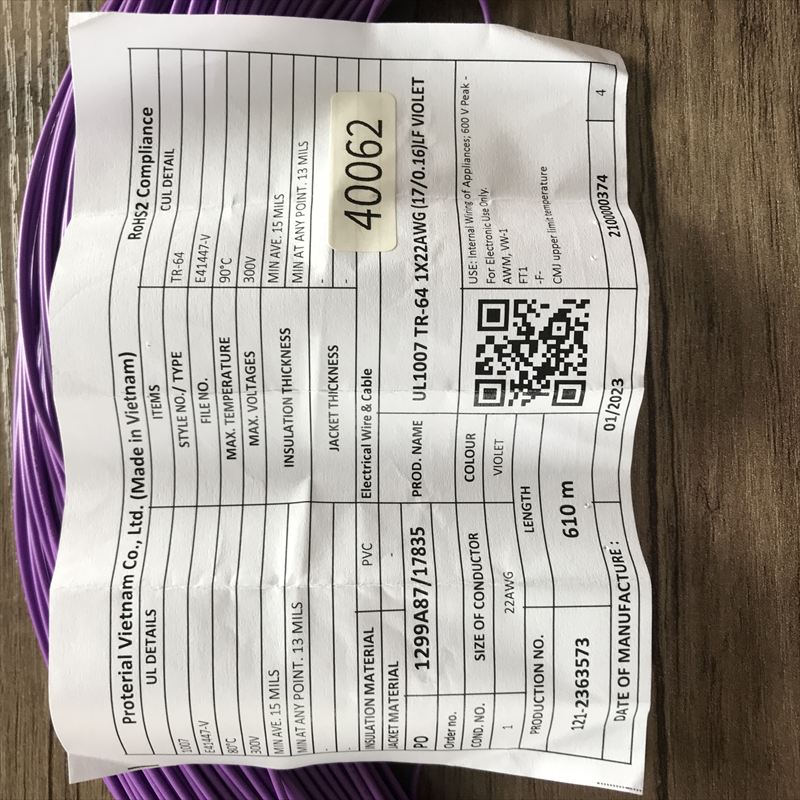 Proterial Vietnam Co., Ltd. (Made in Vietnam) RoHS2 Compliance
UL DETAILS ITEMS CUL DETAIL
1007 STYLE NO./ TYPE TR-64
E41447-V FILE NO. E41447-V
80°C MAX. TEMPERATURE 90°C
300V MAX. VOLTAGES 300V
MIN AVE. 15 MILS INSULATION THICKNESS MIN AVE. 15 MILS
MIN AT ANY POINT. 13 MILS MIN AT ANY POINT. 13 MILS
- JACKET THICKNESS -
- -
40062
INSULATION MATERIAL PVC Electrical Wire & Cable
JACKET MATERIAL -
PO 1299A87/17835 PROD. NAME UL1007 TR-64 1X22AWG (17/0.16)LF VIOLET
Order no.
COND. NO. SIZE OF CONDUCTOR COLOUR
1 22AWG VIOLET
USE: Internal Wiring of Appliances; 600 V Peak -
For Electronic Use Only.
AWM, VW-1
FT1
-F-
CMJ upper limit temperature
PRODUCTION NO. LENGTH
121-2363573 610 m
DATE OF MANUFACTURE : 01/2023 2100000374 4